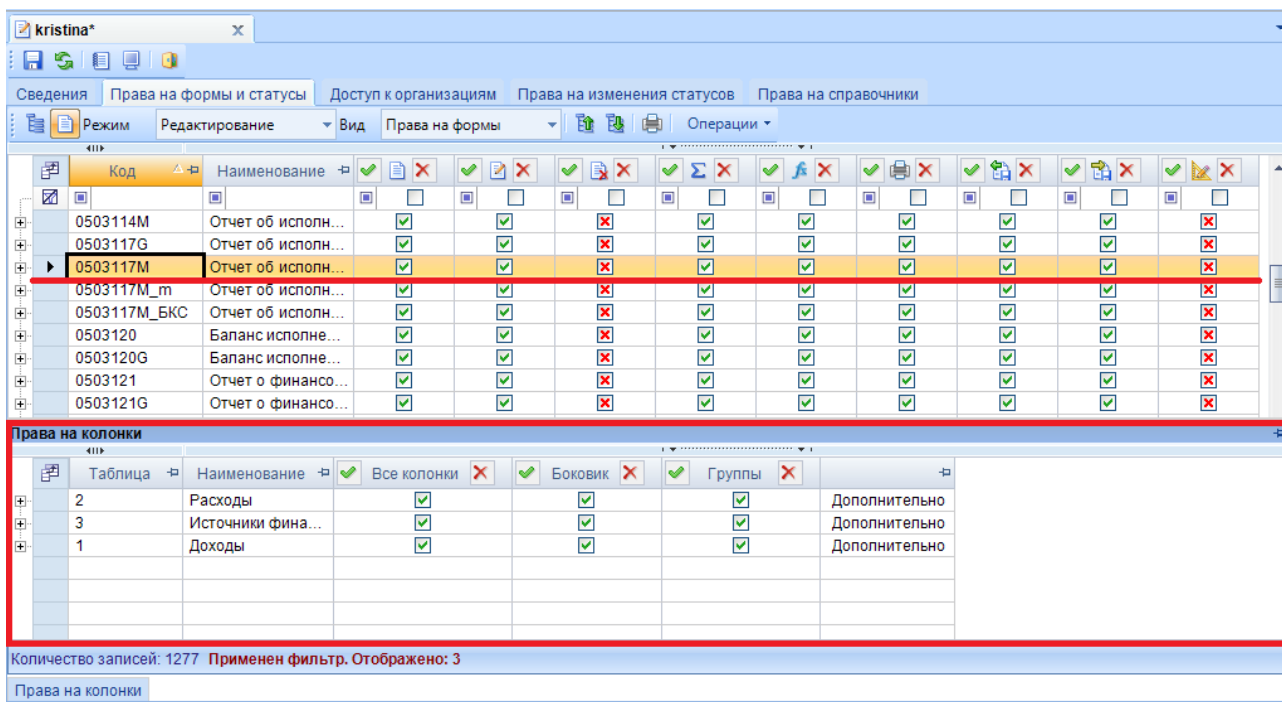 kristina* x
Сведения Права на формы и статусы Доступ к организациям Права на изменения статусов Права на справочники
Режим Редактирование Вид Права на формы Операции
Код Наименование
0503114M Отчет об исполн...
0503117G Отчет об исполн...
0503117M Отчет об исполн...
0503117M_m Отчет об исполн...
0503117M_БКС Отчет об исполн...
0503120 Баланс исполне...
0503120G Баланс исполне...
0503121 Отчет о финансо...
0503121G Отчет о финансо...
Права на колонки
Таблица Наименование Все колонки Боковик Группы
2 Расходы Дополнительно
3 Источники фина... Дополнительно
1 Доходы Дополнительно
Количество записей: 1277 Применен фильтр. Отображено: 3
Права на колонки